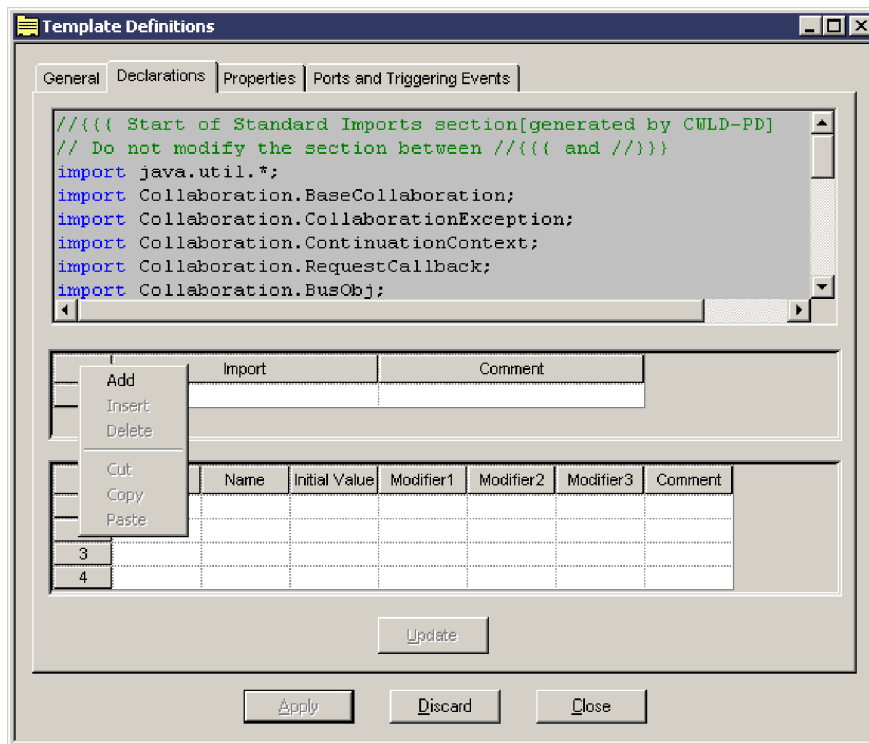 Template Definitions
General Declarations Properties Ports and Triggering Events
//{{{ Start of Standard Imports section[generated by CWLD-PD]
// Do not modify the section between //{{{ and //}}}
import java.util.*;
import Collaboration.BaseCollaboration;
import Collaboration.CollaborationException;
import Collaboration.ContinuationContext;
import Collaboration.RequestCallback;
import Collaboration.BusObj;
Import Comment
Add
Insert
Delete
Cut
Copy
Paste
Name Initial Value Modifier1 Modifier2 Modifier3 Comment
3
4
Update
Apply Discard Close